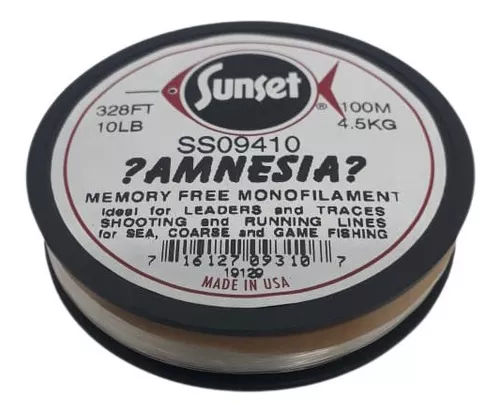 Sunset ®
328FT 100M
10LB 4.5KG
SS09410
?AMNESIA?
MEMORY FREE MONOFILAMENT
Ideal for LEADERS and TRACES
SHOOTING and RUNNING LINES
for SEA, COARSE and GAME FISHING
7 16127 09310 7
19129
MADE IN USA